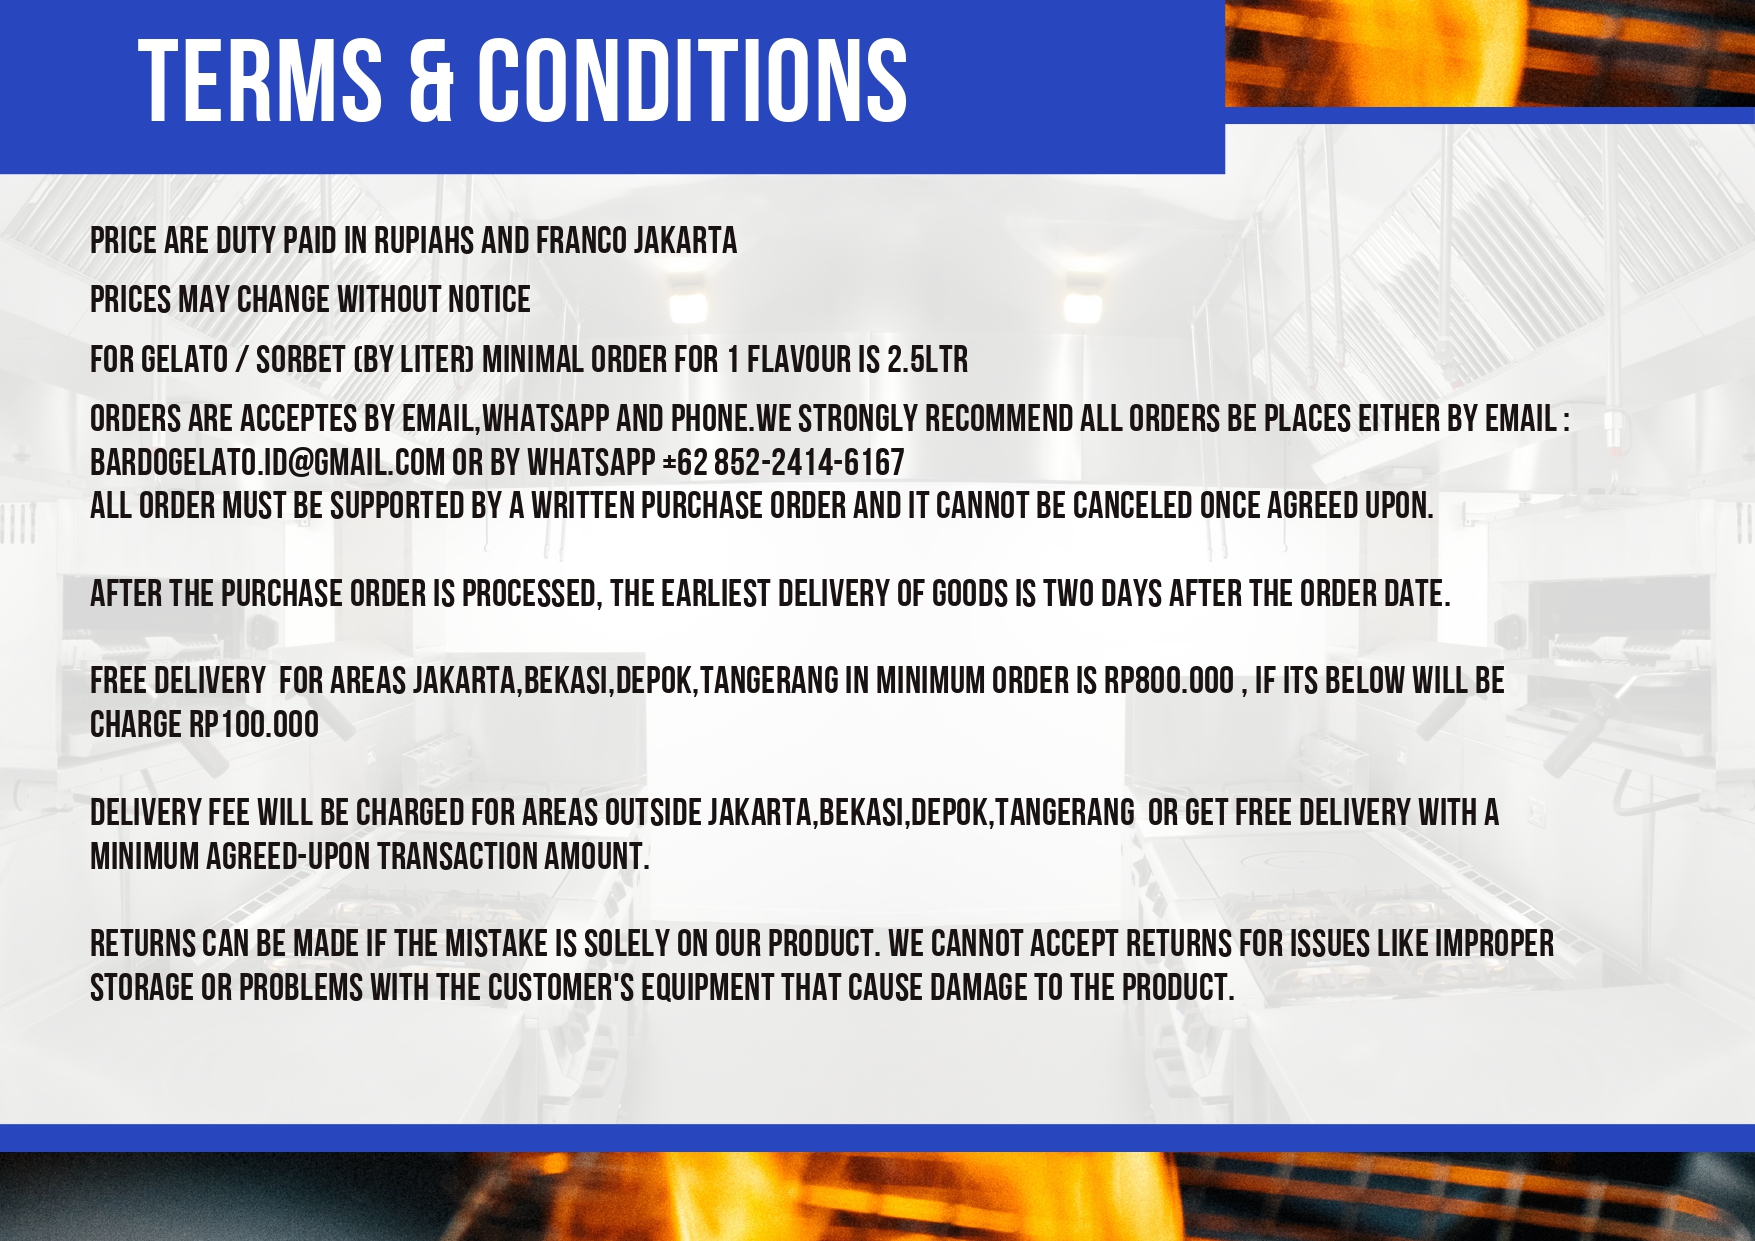 TERMS & CONDITIONS
PRICE ARE DUTY PAID IN RUPIAHS AND FRANCO JAKARTA
PRICES MAY CHANGE WITHOUT NOTICE
FOR GELATO / SORBET (BY LITER) MINIMAL ORDER FOR 1 FLAVOUR IS 2.5LTR
ORDERS ARE ACCEPTES BY EMAIL,WHATSAPP AND PHONE.WE STRONGLY RECOMMEND ALL ORDERS BE PLACES EITHER BY EMAIL :
BARDOGELATO.ID@GMAIL.COM OR BY WHATSAPP ±62 852-2414-6167
ALL ORDER MUST BE SUPPORTED BY A WRITTEN PURCHASE ORDER AND IT CANNOT BE CANCELED ONCE AGREED UPON.
AFTER THE PURCHASE ORDER IS PROCESSED, THE EARLIEST DELIVERY OF GOODS IS TWO DAYS AFTER THE ORDER DATE.
FREE DELIVERY  FOR AREAS JAKARTA,BEKASI,DEPOK,TANGERANG IN MINIMUM ORDER IS RP800.000 , IF ITS BELOW WILL BE
CHARGE RP100.000
DELIVERY FEE WILL BE CHARGED FOR AREAS OUTSIDE JAKARTA,BEKASI,DEPOK,TANGERANG  OR GET FREE DELIVERY WITH A
MINIMUM AGREED-UPON TRANSACTION AMOUNT.
RETURNS CAN BE MADE IF THE MISTAKE IS SOLELY ON OUR PRODUCT. WE CANNOT ACCEPT RETURNS FOR ISSUES LIKE IMPROPER
STORAGE OR PROBLEMS WITH THE CUSTOMER'S EQUIPMENT THAT CAUSE DAMAGE TO THE PRODUCT.